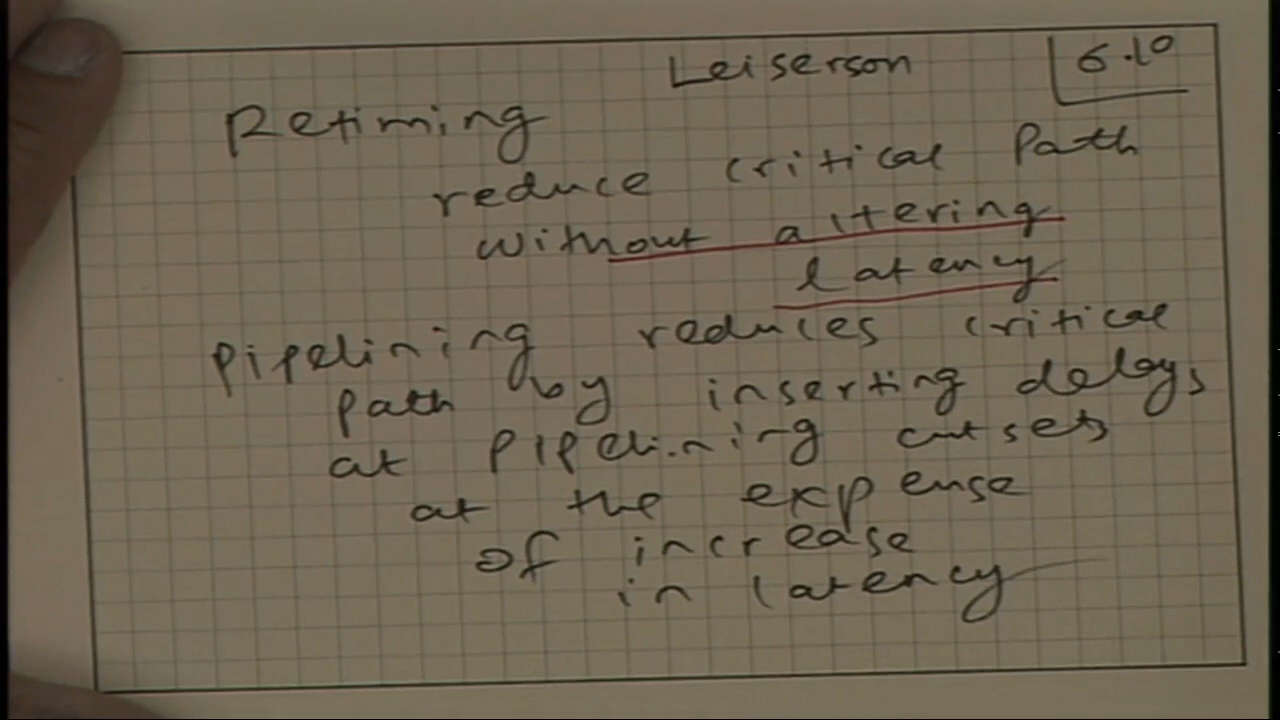 Leiserson 6.10
Retiming
reduce critical Path
without altering
latency
Pipelining reduces critical
path by inserting delays
at Pipelining cutsets
at the expense
of increase
in latency